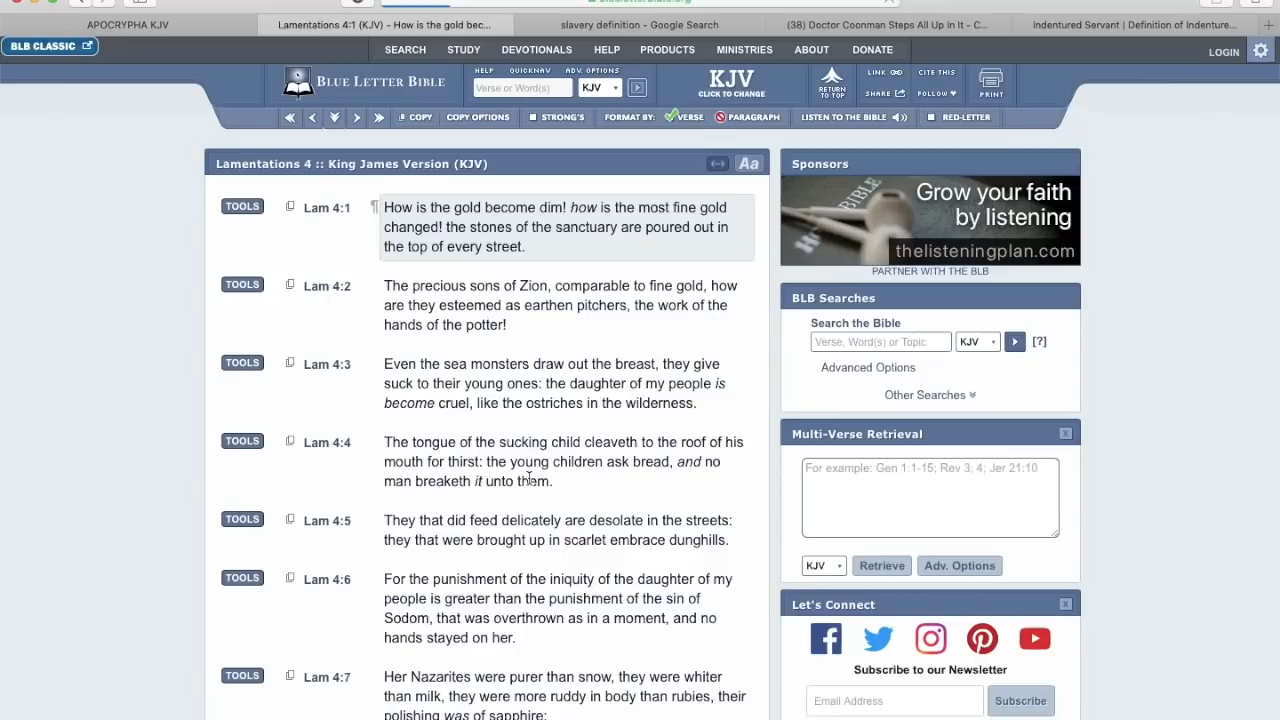 APOCRYPHA KJV
Lamentations 4:1 (KJV) - How is the gold bec...
slavery definition - Google Search
(38) Doctor Coonman Steps All Up In It - C...
Indentured Servant | Definition of Indenture...
BLB CLASSIC
SEARCH STUDY DEVOTIONALS HELP PRODUCTS MINISTRIES ABOUT DONATE
LOGIN
BLUE LETTER BIBLE
HELP QUICKNAV ADV. OPTIONS
Verse or Word(s) KJV
KJV
CLICK TO CHANGE
RETURN
TO TOP
LINK CITE THIS
SHARE FOLLOW
PRINT
COPY COPY OPTIONS STRONG'S FORMAT BY: VERSE PARAGRAPH LISTEN TO THE BIBLE RED-LETTER
Lamentations 4 :: King James Version (KJV)
Aa
TOOLS Lam 4:1 ¶ How is the gold become dim! how is the most fine gold
changed! the stones of the sanctuary are poured out in
the top of every street.
TOOLS Lam 4:2 The precious sons of Zion, comparable to fine gold, how
are they esteemed as earthen pitchers, the work of the
hands of the potter!
TOOLS Lam 4:3 Even the sea monsters draw out the breast, they give
suck to their young ones: the daughter of my people is
become cruel, like the ostriches in the wilderness.
TOOLS Lam 4:4 The tongue of the sucking child cleaveth to the roof of his
mouth for thirst: the young children ask bread, and no
man breaketh it unto them.
TOOLS Lam 4:5 They that did feed delicately are desolate in the streets:
they that were brought up in scarlet embrace dunghills.
TOOLS Lam 4:6 For the punishment of the iniquity of the daughter of my
people is greater than the punishment of the sin of
Sodom, that was overthrown as in a moment, and no
hands stayed on her.
TOOLS Lam 4:7 Her Nazarites were purer than snow, they were whiter
than milk, they were more ruddy in body than rubies, their
polishing was of sapphire:
Sponsors
BIBLE
Grow your faith
by listening
thelisteningplan.com
PARTNER WITH THE BLB
BLB Searches
Search the Bible
Verse, Word(s) or Topic KJV [?]
Advanced Options
Other Searches
Multi-Verse Retrieval x
For example: Gen 1:1-15; Rev 3; 4; Jer 21:10
KJV Retrieve Adv. Options
Let's Connect x
Subscribe to our Newsletter
Email Address Subscribe